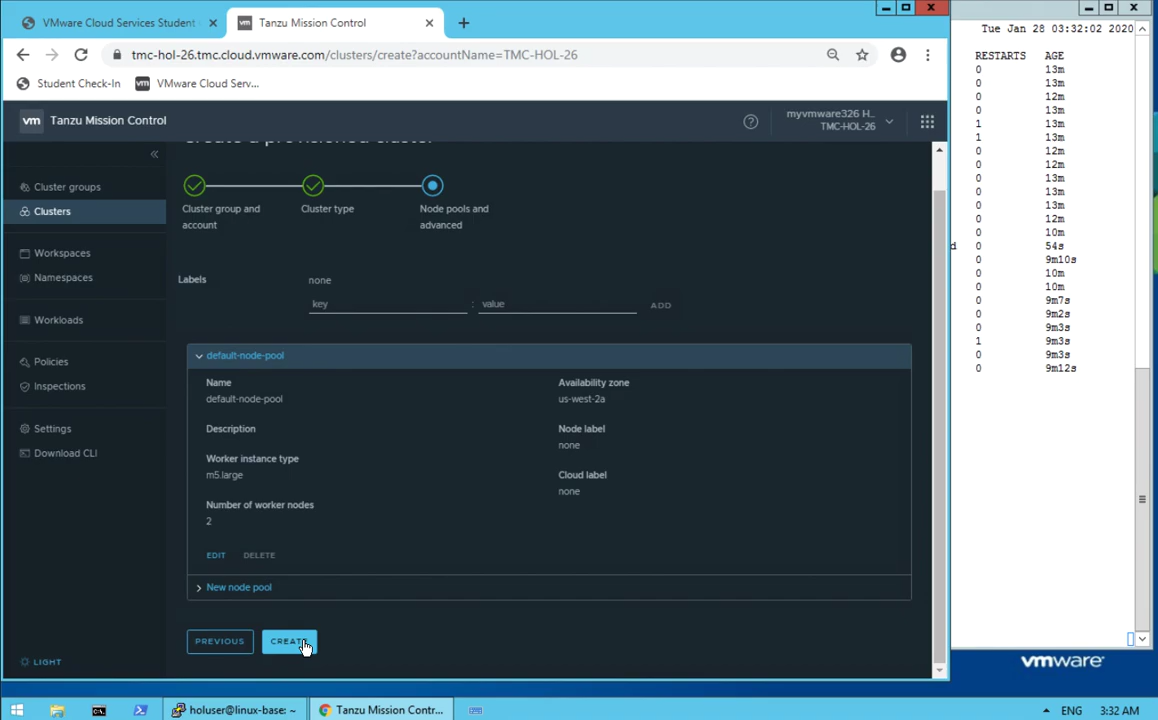 VMware Cloud Services Student
Tanzu Mission Control
tmc-hol-26.tmc.cloud.vmware.com/clusters/create?accountName=TMC-HOL-26
Student Check-In
vm VMware Cloud Serv...
vm Tanzu Mission Control
myvmware326 H...
TMC-HOL-26
Cluster groups
Clusters
Workspaces
Namespaces
Workloads
Policies
Inspections
Settings
Download CLI
LIGHT
Create a provisioned cluster
Cluster group and
account
Cluster type
Node pools and
advanced
Labels
none
key : value ADD
default-node-pool
Name
default-node-pool
Description
Worker instance type
m5.large
Number of worker nodes
2
Availability zone
us-west-2a
Node label
none
Cloud label
none
EDIT DELETE
New node pool
PREVIOUS CREATE
Tue Jan 28 03:32:02 2020
RESTARTS AGE
0 13m
0 13m
0 12m
0 13m
1 13m
1 13m
0 12m
0 12m
0 13m
0 13m
0 13m
0 12m
0 10m
d 0 54s
0 9m10s
0 10m
0 10m
0 9m7s
0 9m2s
0 9m3s
1 9m3s
0 9m3s
0 9m12s
vmware
holuser@linux-base: ~
vm Tanzu Mission Contr...
ENG 3:32 AM